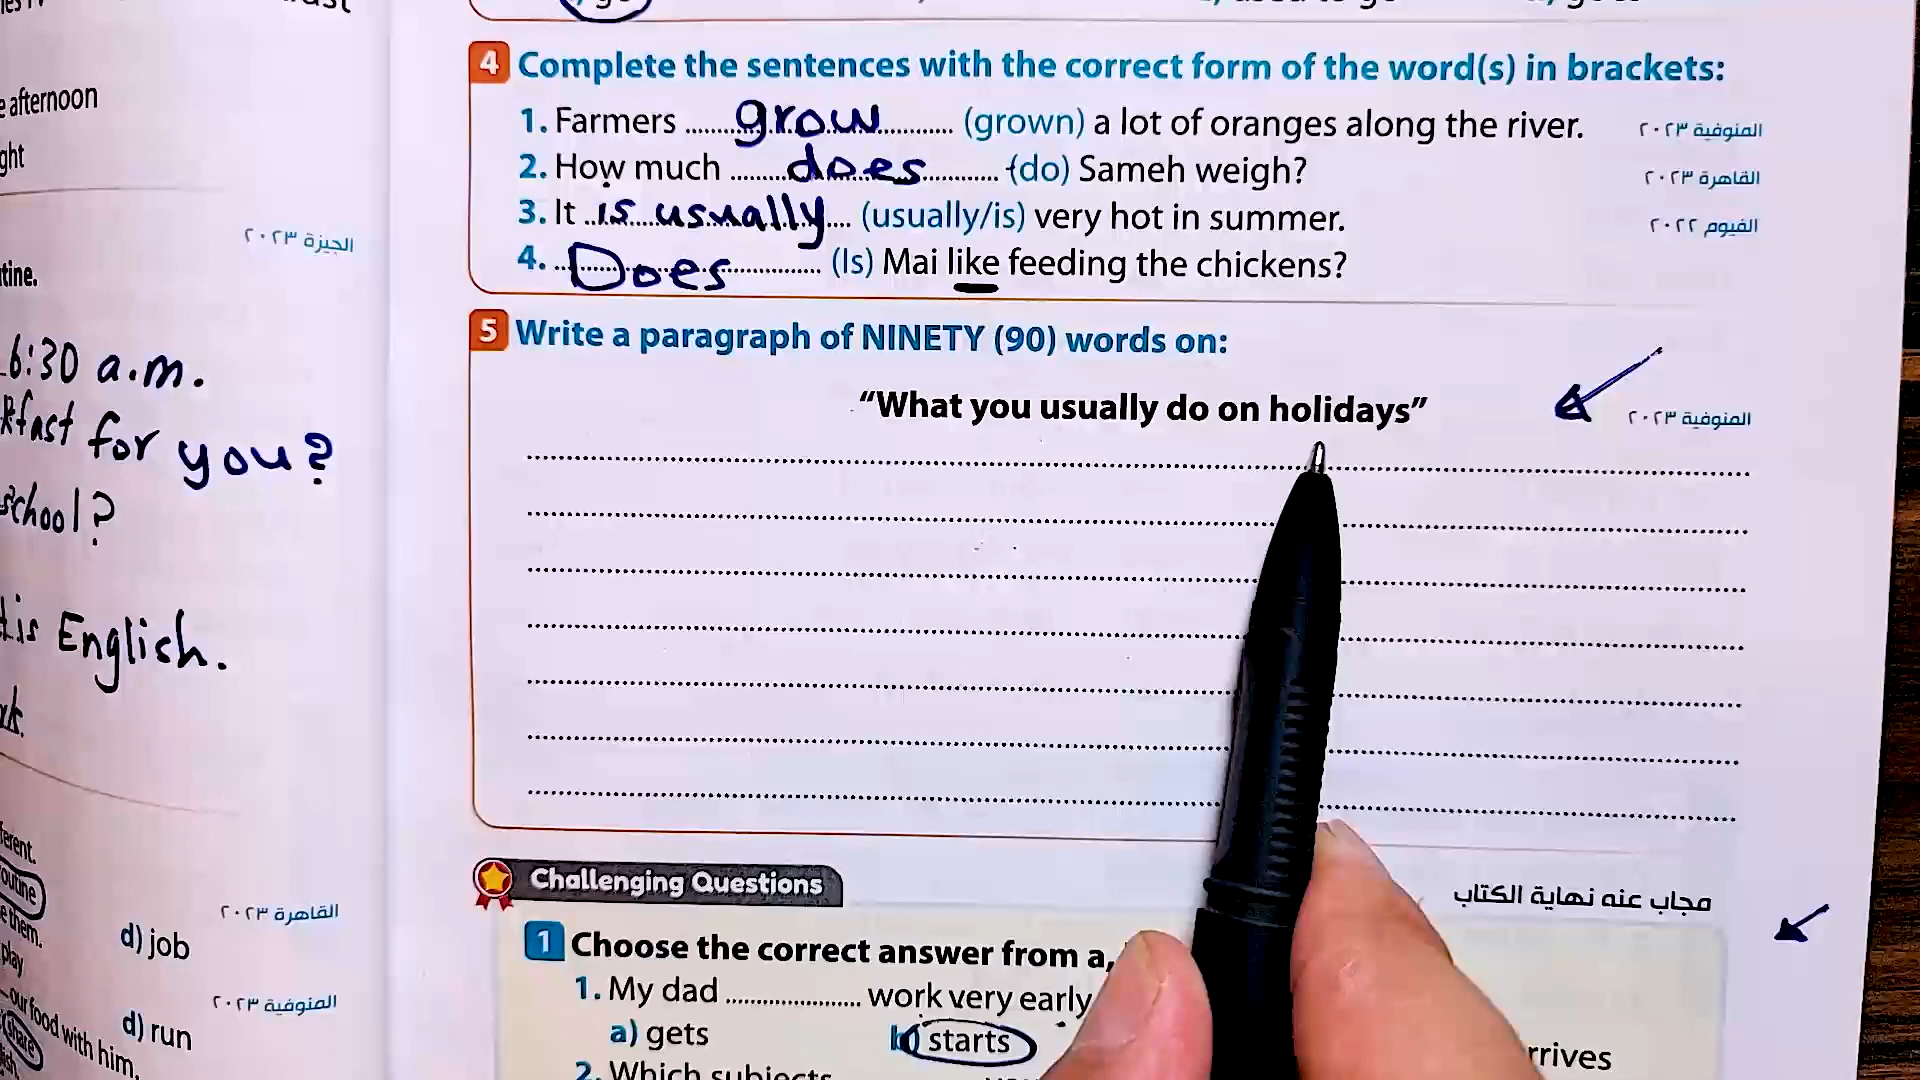 afternoon
ght
الجيزة ٢٠٢٣
tine.
6:30 a.m.
for you?
school?
is English.
القاهرة ٢٠٢٣
d) job
play
المنوفية ٢٠٢٣
our food with him.
d) run
share
4 Complete the sentences with the correct form of the word(s) in brackets:
1. Farmers grow (grown) a lot of oranges along the river. المنوفية ٢٠٢٣
2. How much does (do) Sameh weigh? القاهرة ٢٠٢٣
3. It is usually (usually/is) very hot in summer. الفيوم ٢٠٢٢
4. Does (Is) Mai like feeding the chickens?
5 Write a paragraph of NINETY (90) words on:
“What you usually do on holidays” المنوفية ٢٠٢٣
Challenging Questions مجاب عنه نهاية الكتاب
1 Choose the correct answer from a,
1. My dad .................... work very early
a) gets b) starts rrives
2. Which subjects